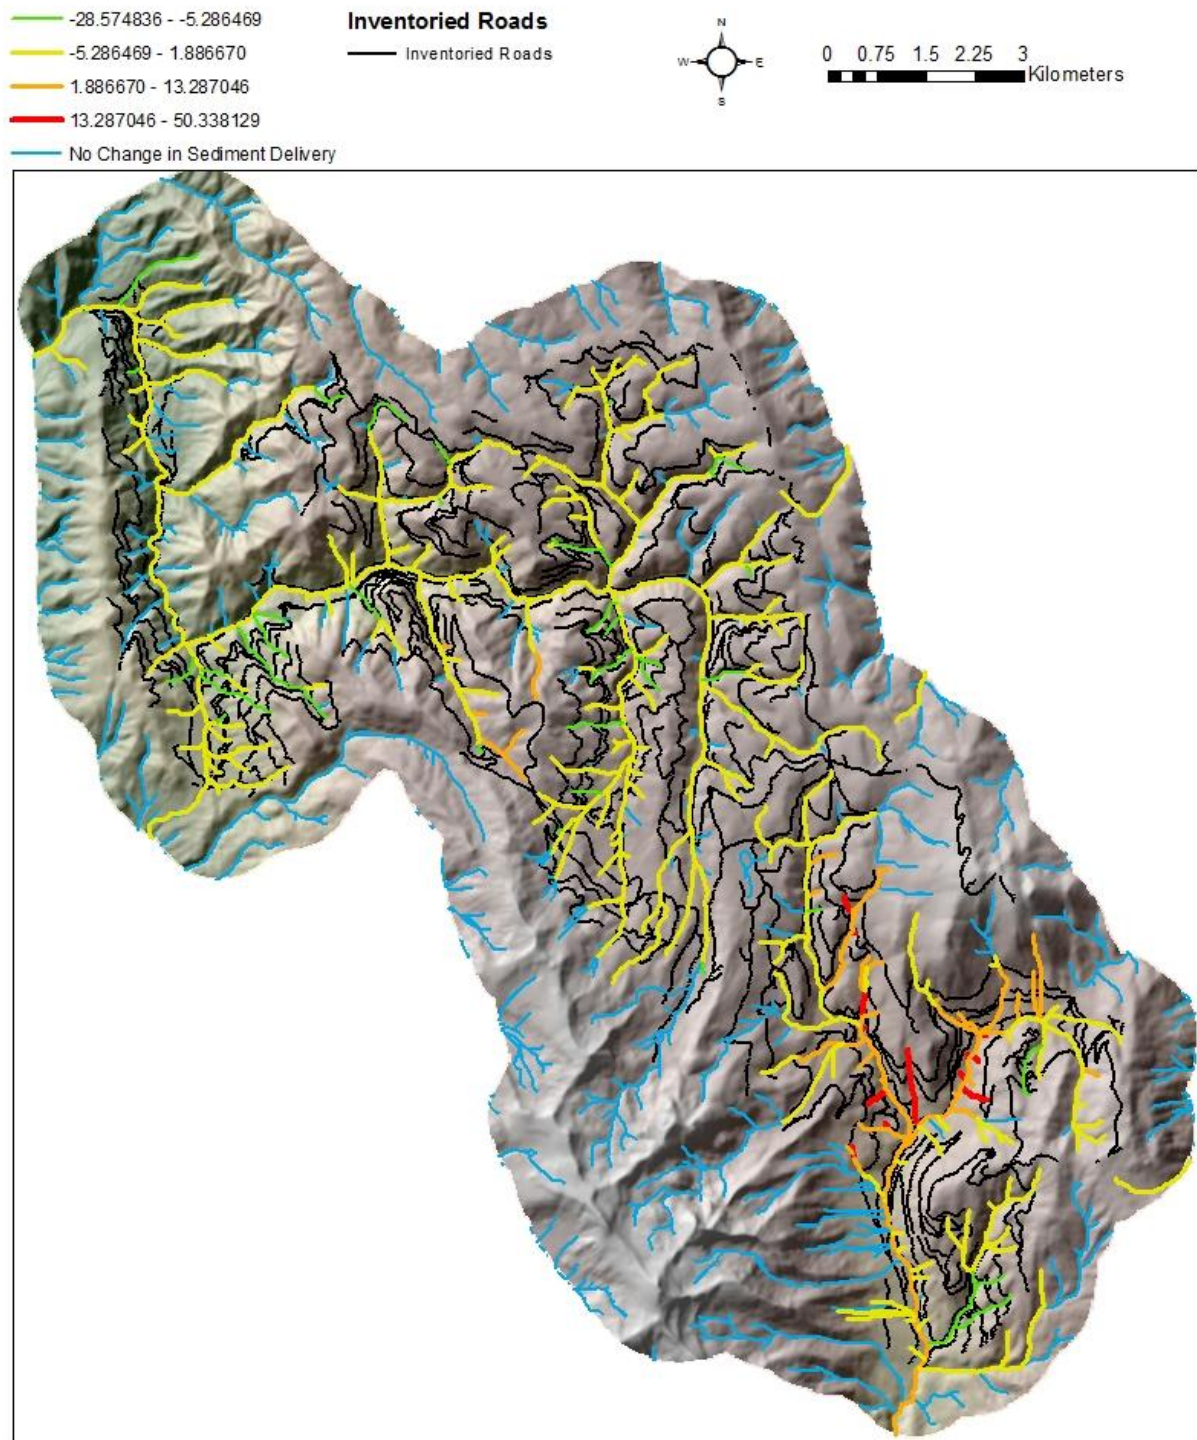 -28.574836 - -5.286469
-5.286469 - 1.886670
1.886670 - 13.287046
13.287046 - 50.338129
No Change in Sediment Delivery
Inventoried Roads
Inventoried Roads
N
W E
S
0 0.75 1.5 2.25 3
Kilometers